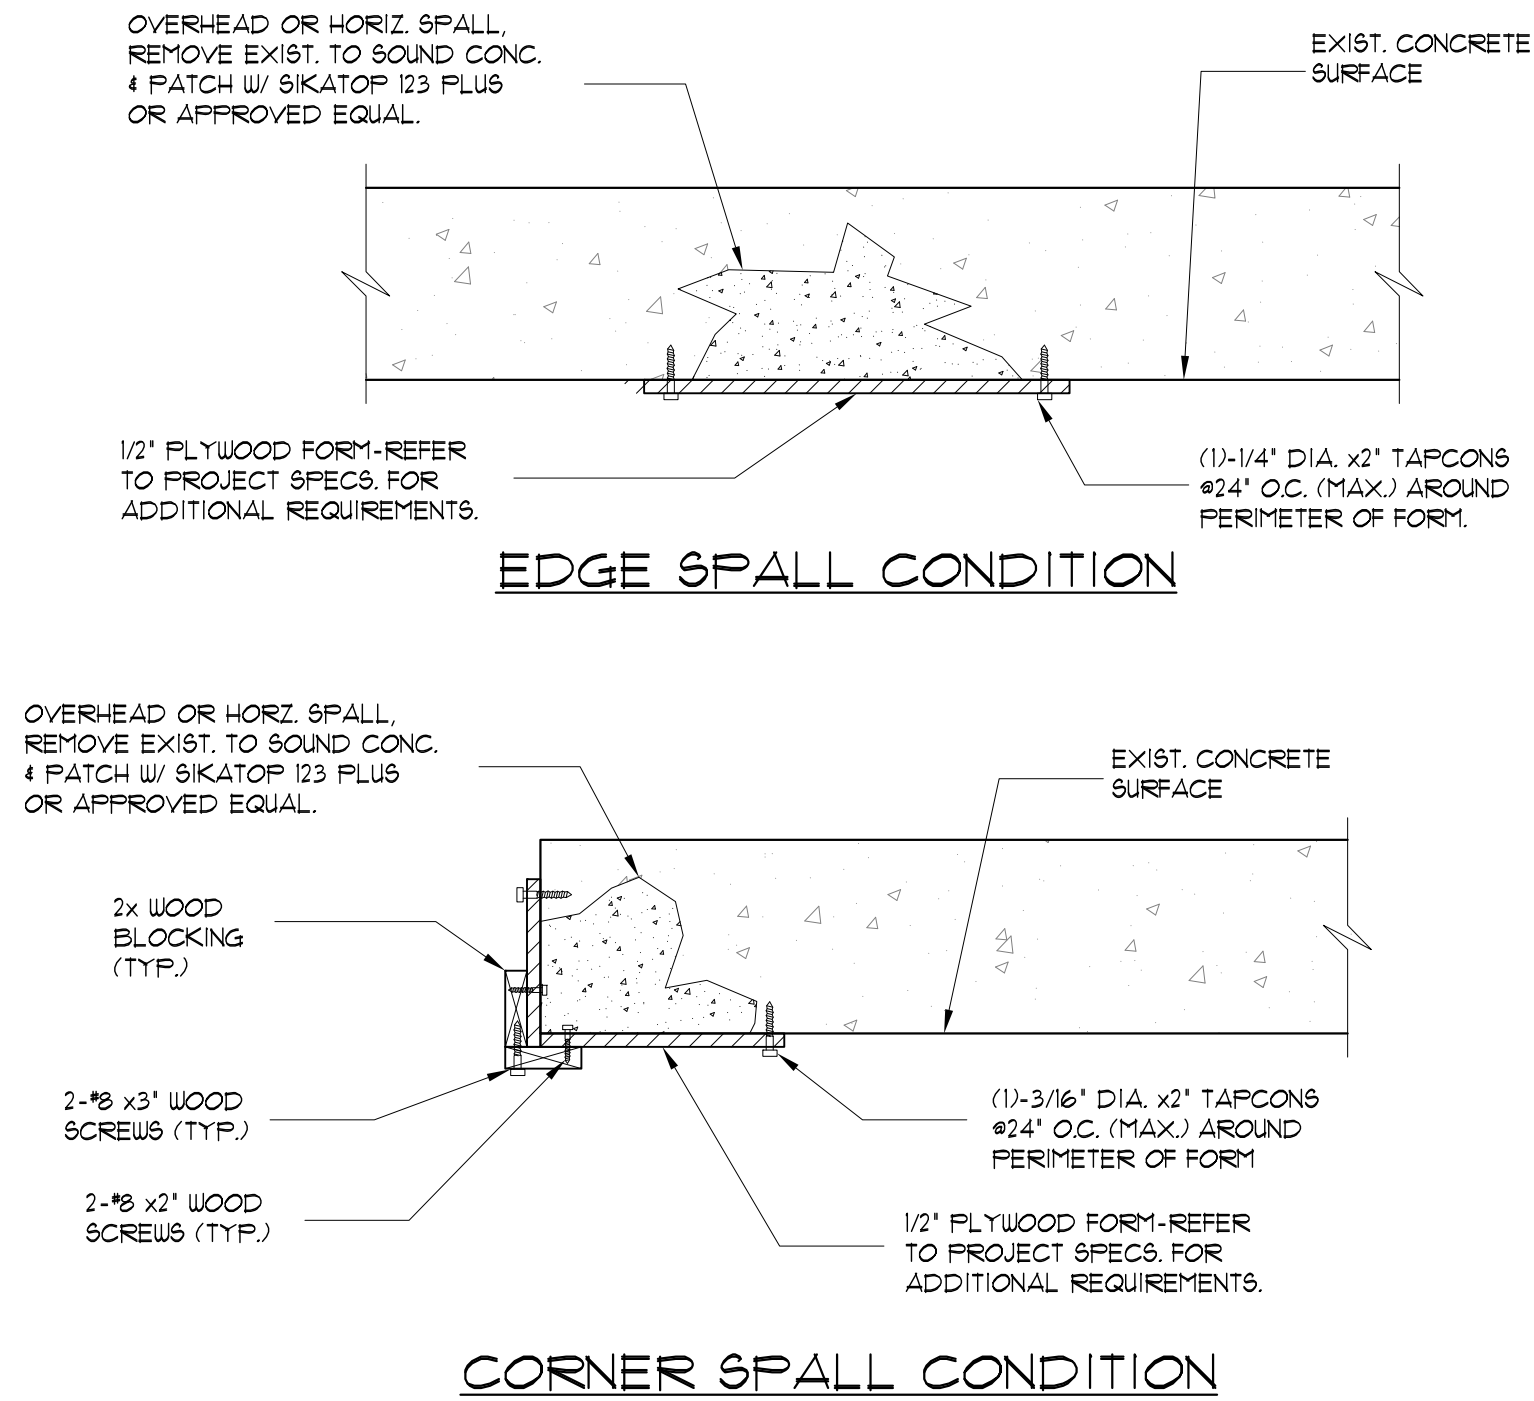 OVERHEAD OR HORIZ. SPALL,
REMOVE EXIST. TO SOUND CONC.
& PATCH W/ SIKATOP 123 PLUS
OR APPROVED EQUAL.
EXIST. CONCRETE
SURFACE
1/2" PLYWOOD FORM-REFER
TO PROJECT SPECS. FOR
ADDITIONAL REQUIREMENTS.
(1)-1/4" DIA. x2" TAPCONS
@24" O.C. (MAX.) AROUND
PERIMETER OF FORM.
EDGE SPALL CONDITION
OVERHEAD OR HORZ. SPALL,
REMOVE EXIST. TO SOUND CONC.
& PATCH W/ SIKATOP 123 PLUS
OR APPROVED EQUAL.
EXIST. CONCRETE
SURFACE
2x WOOD
BLOCKING
(TYP.)
2-#8 x3" WOOD
SCREWS (TYP.)
2-#8 x2" WOOD
SCREWS (TYP.)
(1)-3/16" DIA. x2" TAPCONS
@24" O.C. (MAX.) AROUND
PERIMETER OF FORM
1/2" PLYWOOD FORM-REFER
TO PROJECT SPECS. FOR
ADDITIONAL REQUIREMENTS.
CORNER SPALL CONDITION